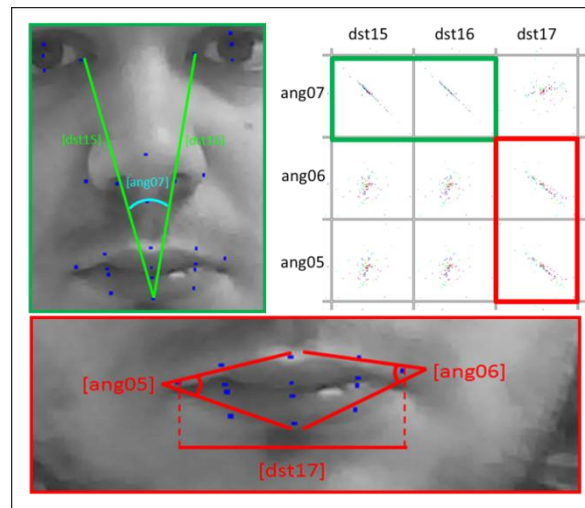 dst15 dst16 dst17
ang07
ang06
ang05
[dst15]
[dst16]
[ang07]
[ang05]
[ang06]
[dst17]